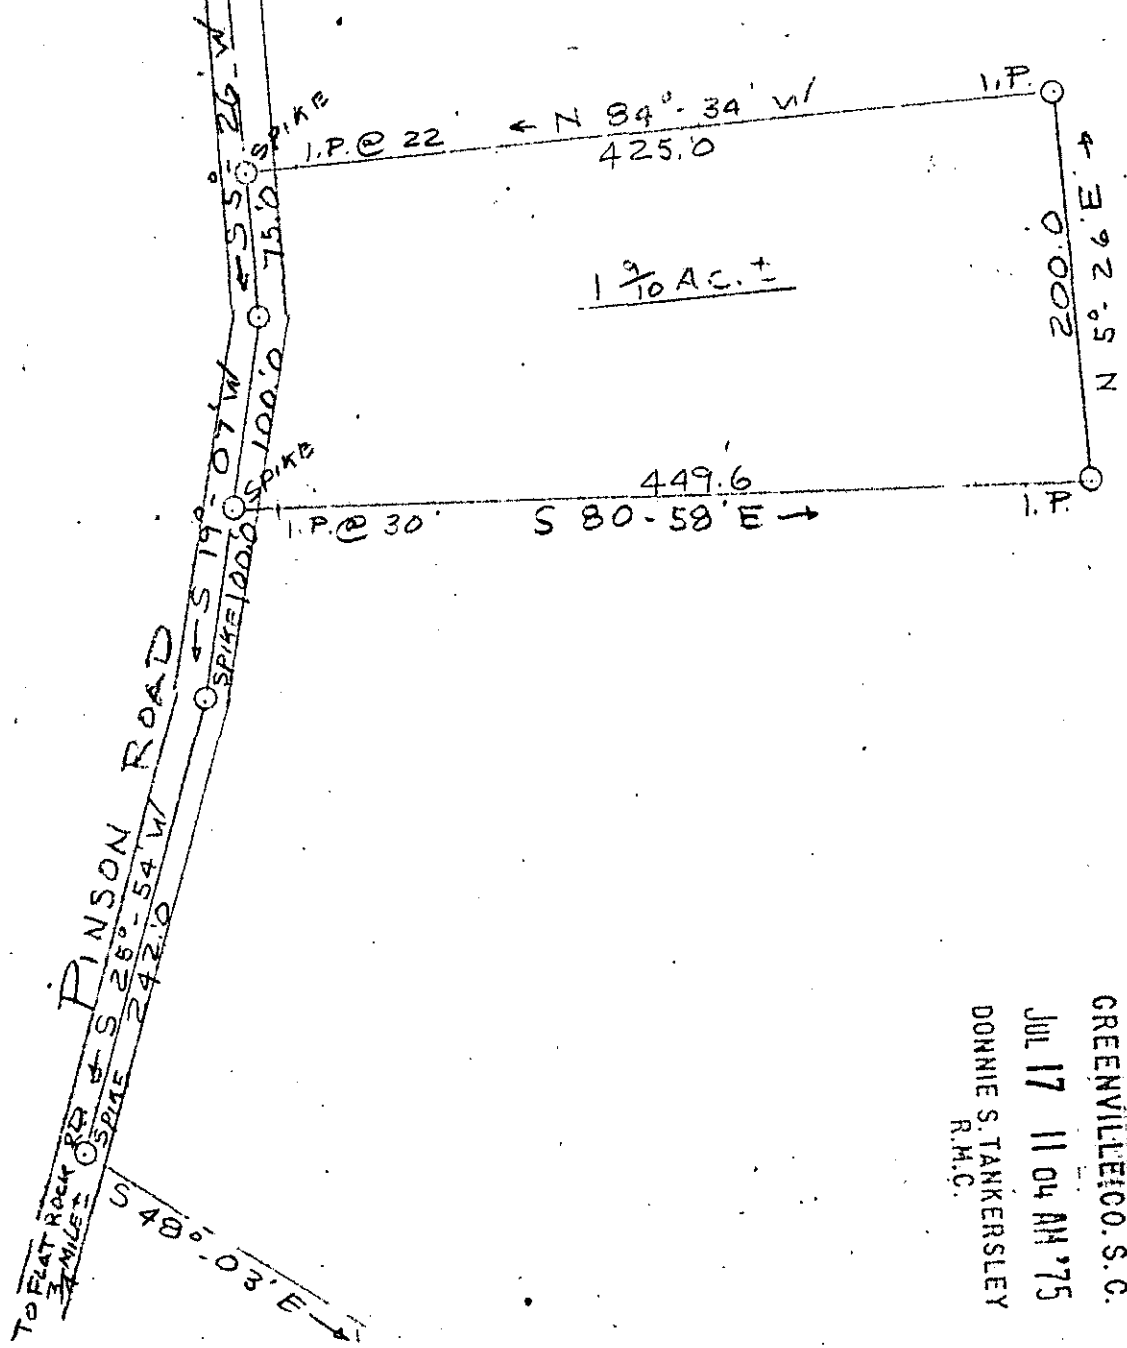 S 5°-26'-W
SPIKE
I.P.@ 22'
← N 84°-34' W
425.0'
I.P.
75.0'
1 9/10 AC. ±
N 5°-26' E →
200.0'
S 19°-07' W
100.0'
SPIKE
I.P.@ 30'
449.6'
S 80-58' E →
I.P.
100.0'
SPIKE
PINSON ROAD
← S 25°-54' W
242.0'
SPIKE
TO FLAT ROCK RD
3/4 MILE ±
S 48°-03' E →
GREENVILLE CO. S. C.
JUL 17 11 04 AM '75
DONNIE S. TANKERSLEY
R.M.C.